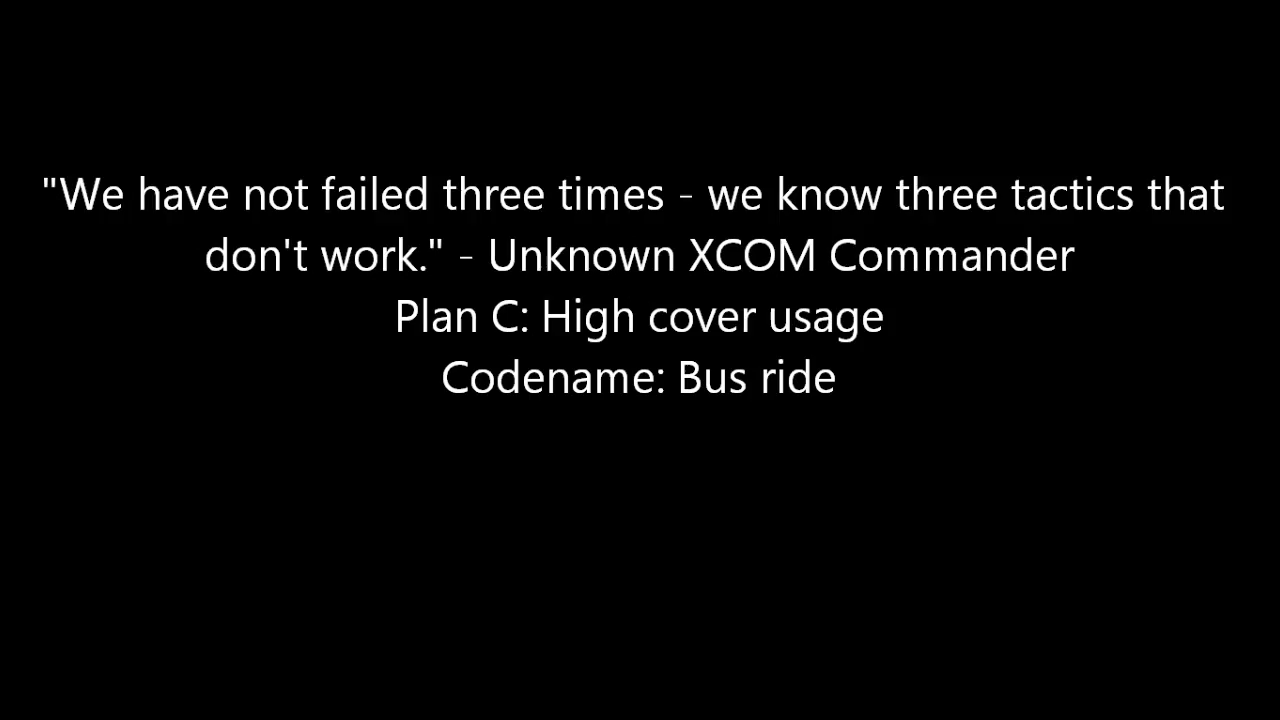 "We have not failed three times - we know three tactics that
don't work." - Unknown XCOM Commander
Plan C: High cover usage
Codename: Bus ride